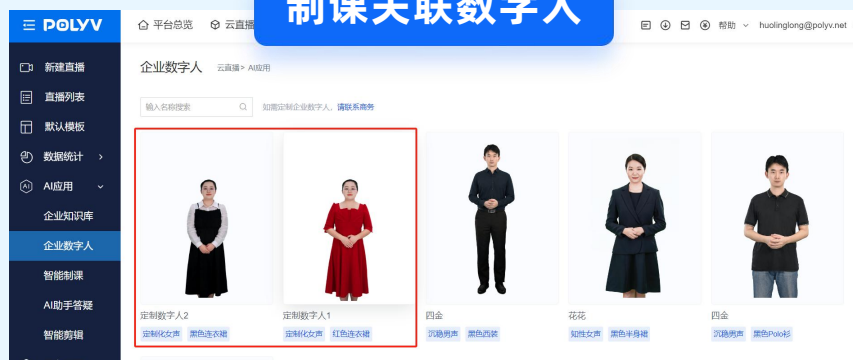 制课关联数字人
POLYV
平台总览
云直播
帮助
huolinglong@polyv.net
新建直播
直播列表
默认模板
数据统计
AI应用
企业知识库
企业数字人
智能制课
AI助手答疑
智能剪辑
企业数字人
云直播> AI应用
输入名称搜索
如需定制企业数字人，请联系商务
定制数字人2
定制化女声 黑色连衣裙
定制数字人1
定制化女声 红色连衣裙
四金
沉稳男声 黑色西装
花花
知性女声 黑色半身裙
四金
沉稳男声 黑色Polo衫